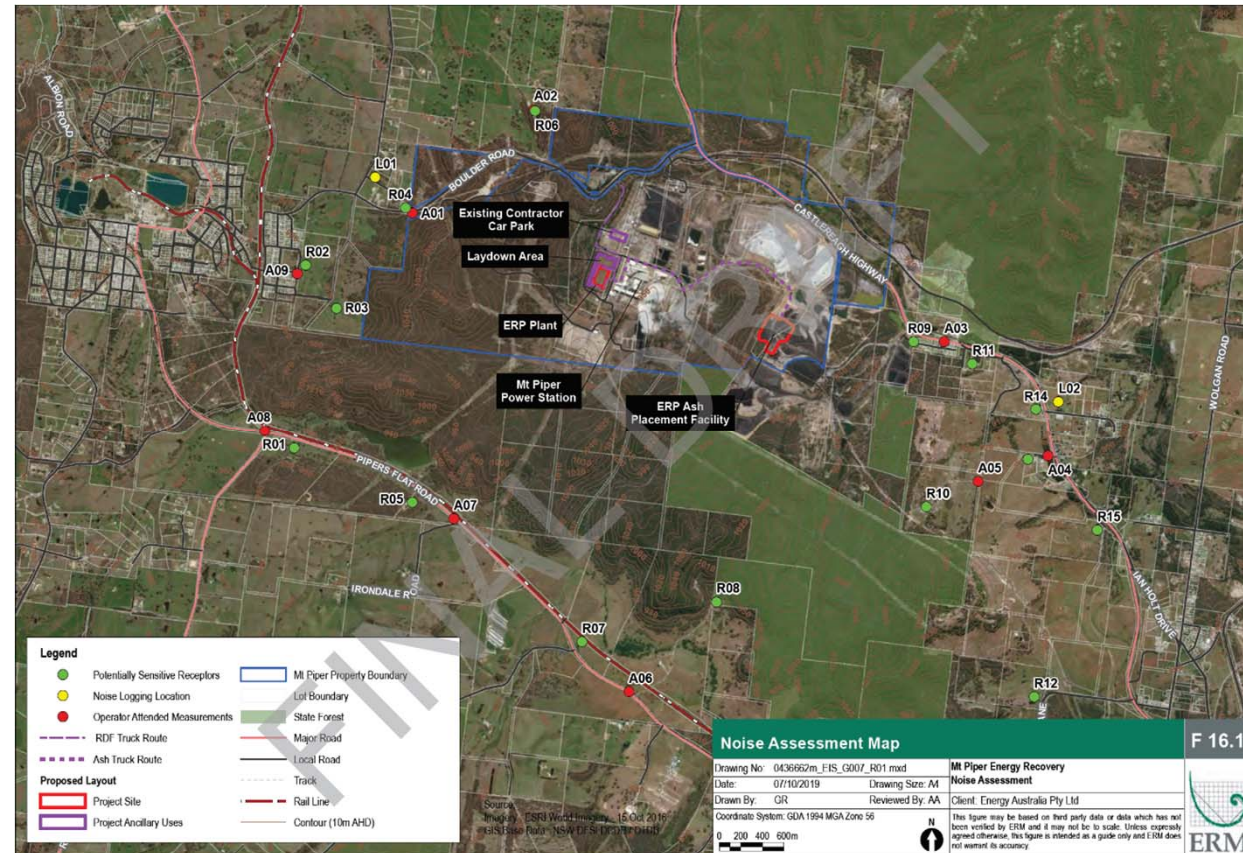 ALBION ROAD
A02
R06
L01
R04
A01
BOULDER ROAD
Existing Contractor
Car Park
Laydown Area
CASTLEREAGH HIGHWAY
R02
A09
R03
ERP Plant
Mt Piper
Power Station
ERP Ash
Placement Facility
R09
A03
R11
L02
R14
WOLGAN ROAD
A08
R01
PIPERS FLAT ROAD
R05
A07
A04
A05
R10
R15
IAN HOLT DRIVE
IRONDALE ROAD
R08
R07
A06
R12
FINAL DRAFT
Legend
Potentially Sensitive Receptors
Noise Logging Location
Operator Attended Measurements
RDF Truck Route
Ash Truck Route
Proposed Layout
Project Site
Project Ancillary Uses
Mt Piper Property Boundary
Lot Boundary
State Forest
Major Road
Local Road
Track
Rail Line
Contour (10m AHD)
Source:
Imagery - ESRI World Imagery - 15 Oct 2016
Noise Assessment Map
F 16.1
Drawing No: 0436662m_EIS_G007_R01.mxd
Date: 07/10/2019 Drawing Size: A4
Drawn By: GR Reviewed By: AA
Coordinate System: GDA 1994 MGA Zone 56
0 200 400 600m
N
Mt Piper Energy Recovery
Noise Assessment
Client: Energy Australia Pty Ltd
This figure may be based on third party data or data which has not
been verified by ERM and it may not be to scale. Unless expressly
agreed otherwise, this figure is intended as a guide only and ERM does
not warrant its accuracy.
ERM